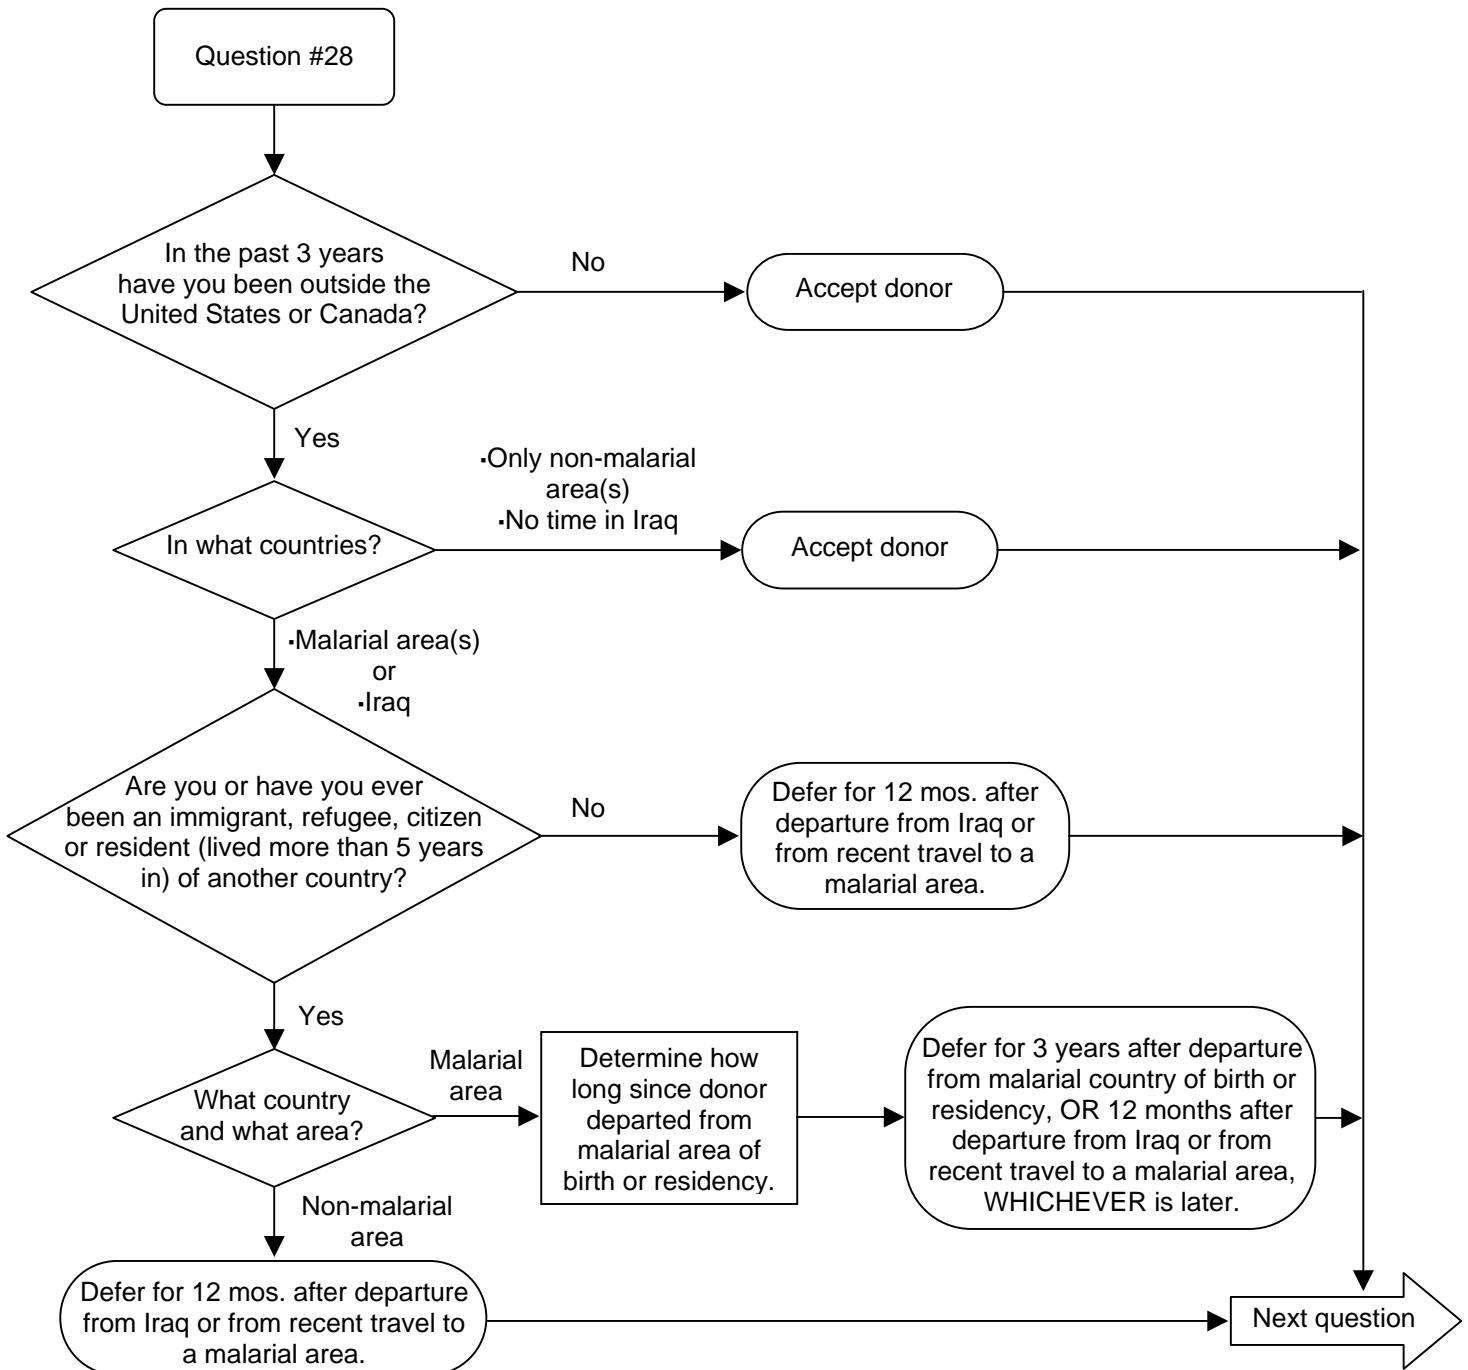 Question #28
In the past 3 years
have you been outside the
United States or Canada?
No
Accept donor
Yes
▪Only non-malarial
area(s)
▪No time in Iraq
In what countries?
Accept donor
▪Malarial area(s)
or
▪Iraq
Are you or have you ever
been an immigrant, refugee, citizen
or resident (lived more than 5 years
in) of another country?
No
Defer for 12 mos. after
departure from Iraq or
from recent travel to a
malarial area.
Yes
What country
and what area?
Malarial
area
Determine how
long since donor
departed from
malarial area of
birth or residency.
Defer for 3 years after departure
from malarial country of birth or
residency, OR 12 months after
departure from Iraq or from
recent travel to a malarial area,
WHICHEVER is later.
Non-malarial
area
Defer for 12 mos. after departure
from Iraq or from recent travel to
a malarial area.
Next question